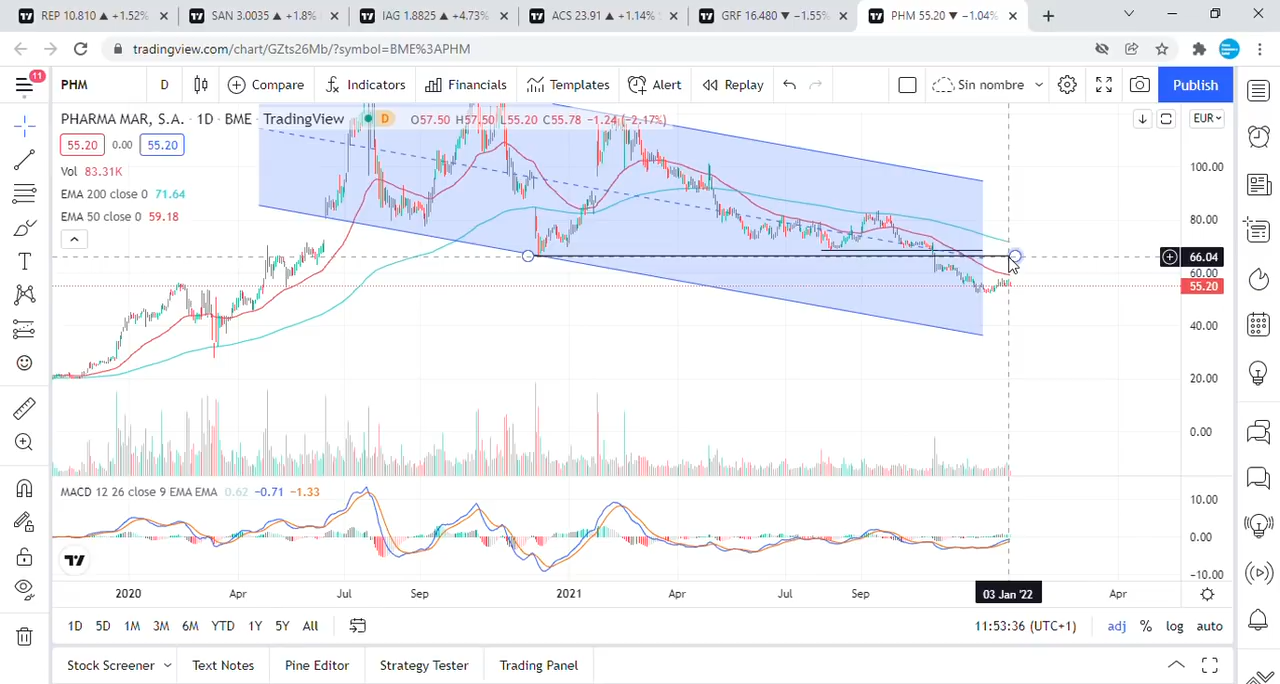 REP 10.810 ▲ +1.52%
SAN 3.0035 ▲ +1.8%
IAG 1.8825 ▲ +4.73%
ACS 23.91 ▲ +1.14%
GRF 16.480 ▼ −1.55%
PHM 55.20 ▼ −1.04%
tradingview.com/chart/GZts26Mb/?symbol=BME%3APHM
11
PHM
D
Compare
Indicators
Financials
Templates
Alert
Replay
Sin nombre
Publish
PHARMA MAR, S.A. · 1D · BME · TradingView
D
O57.50 H57.50 L55.20 C55.78 −1.24 (−2.17%)
EUR
55.20 0.00 55.20
Vol 83.31K
EMA 200 close 0 71.64
EMA 50 close 0 59.18
100.00
80.00
66.04
60.00
55.20
40.00
20.00
0.00
MACD 12 26 close 9 EMA EMA 0.62 −0.71 −1.33
10.00
0.00
−10.00
2020 Apr Jul Sep 2021 Apr Jul Sep 03 Jan '22 Apr
1D 5D 1M 3M 6M YTD 1Y 5Y All
11:53:36 (UTC+1) adj % log auto
Stock Screener Text Notes Pine Editor Strategy Tester Trading Panel